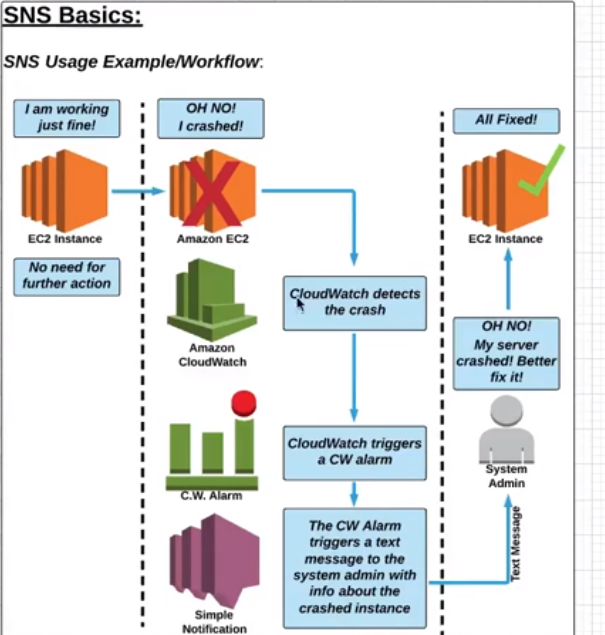 SNS Basics:
SNS Usage Example/Workflow:
I am working
just fine!
EC2 Instance
No need for
further action
OH NO!
I crashed!
Amazon EC2
Amazon
CloudWatch
C.W. Alarm
Simple
Notification
CloudWatch detects
the crash
CloudWatch triggers
a CW alarm
The CW Alarm
triggers a text
message to the
system admin with
info about the
crashed instance
All Fixed!
EC2 Instance
OH NO!
My server
crashed! Better
fix it!
System
Admin
Text Message